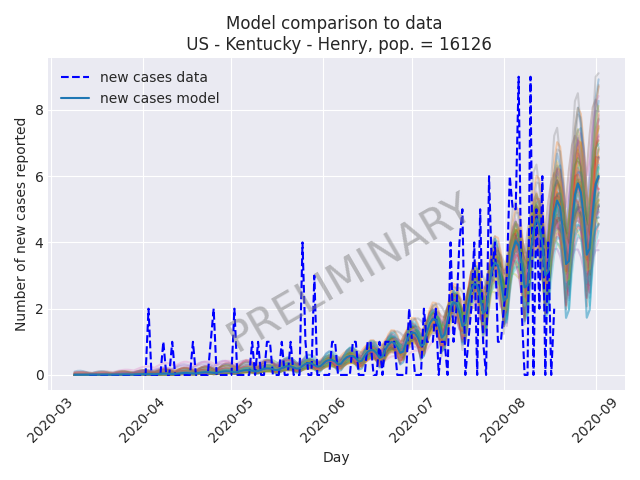 Model comparison to data
US - Kentucky - Henry, pop. = 16126
new cases data
new cases model
PRELIMINARY
Number of new cases reported
8
6
4
2
0
2020-03
2020-04
2020-05
2020-06
2020-07
2020-08
2020-09
Day